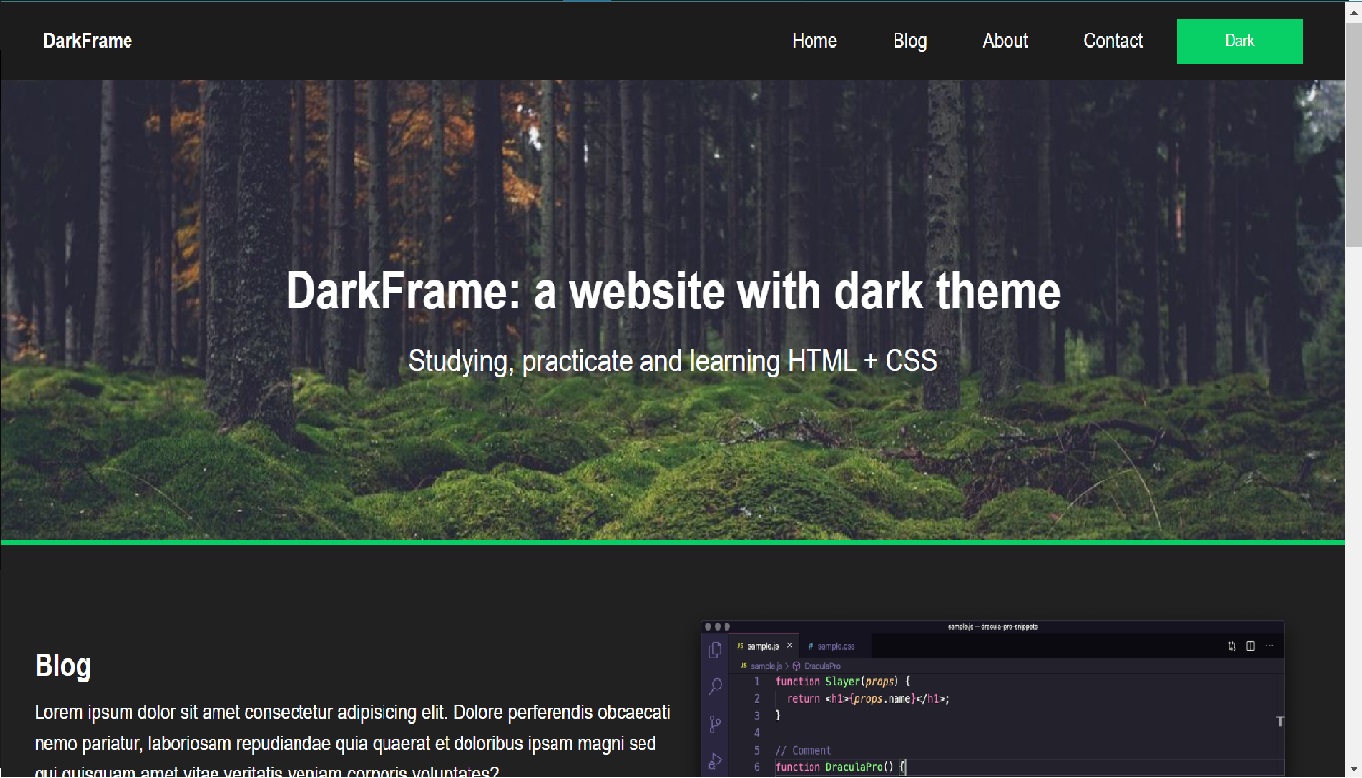 DarkFrame
Home Blog About Contact Dark
DarkFrame: a website with dark theme
Studying, practicate and learning HTML + CSS
Blog
Lorem ipsum dolor sit amet consectetur adipisicing elit. Dolore perferendis obcaecati
nemo pariatur, laboriosam repudiandae quia quaerat et doloribus ipsam magni sed
qui quisquam amet vitae veritatis veniam corporis voluptates?
sample.js — dracula-pro-snippets
JS sample.js × # sample.css
JS sample.js > DraculaPro
1 function Slayer(props) {
2 return <h1>{props.name}</h1>;
3 }
4
5 // Comment
6 function DraculaPro() {
T